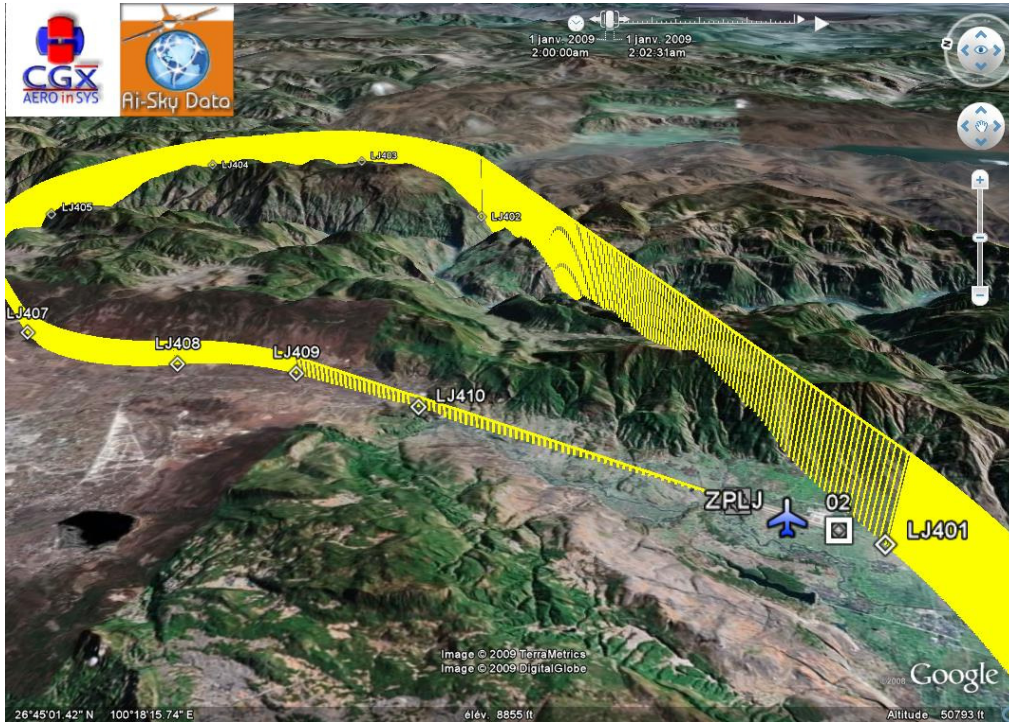 CGX
AERO in SYS
Ai-Sky Data
1 janv. 2009
2:00:00am
1 janv. 2009
2:02:31am
N
LJ405
LJ404
LJ403
LJ402
LJ407
LJ408
LJ409
LJ410
ZPLJ
02
LJ401
Image © 2009 TerraMetrics
Image © 2009 DigitalGlobe
©2008 Google
26°45'01.42" N 100°18'15.74" E
élév. 8855 ft
Altitude 50793 ft